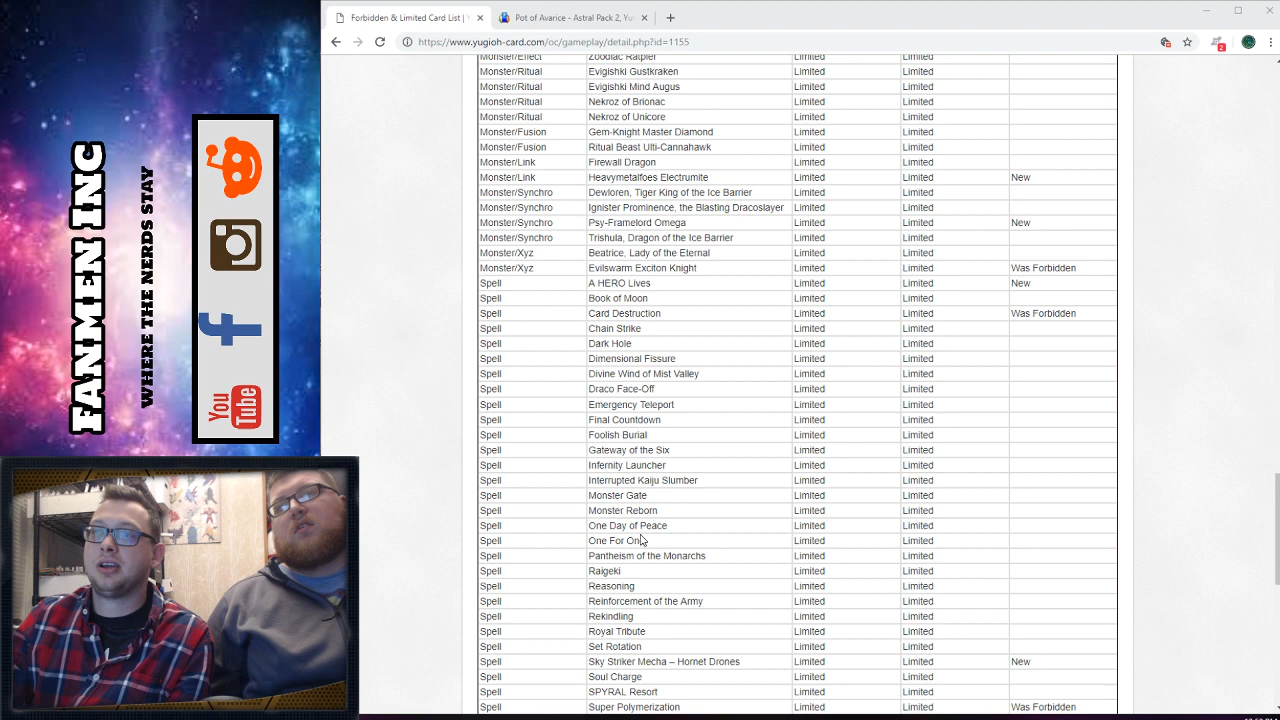 Forbidden & Limited Card List | Y
Pot of Avarice - Astral Pack 2, Yu
https://www.yugioh-card.com/oc/gameplay/detail.php?id=1155
2
FANMEN INC
WHERE THE NERDS STAY
You
Tube
Monster/Effect Zoodiac Ratpier Limited Limited
Monster/Ritual Evigishki Gustkraken Limited Limited
Monster/Ritual Evigishki Mind Augus Limited Limited
Monster/Ritual Nekroz of Brionac Limited Limited
Monster/Ritual Nekroz of Unicore Limited Limited
Monster/Fusion Gem-Knight Master Diamond Limited Limited
Monster/Fusion Ritual Beast Ulti-Cannahawk Limited Limited
Monster/Link Firewall Dragon Limited Limited
Monster/Link Heavymetalfoes Electrumite Limited Limited New
Monster/Synchro Dewloren, Tiger King of the Ice Barrier Limited Limited
Monster/Synchro Ignister Prominence, the Blasting Dracoslayer Limited Limited
Monster/Synchro Psy-Framelord Omega Limited Limited New
Monster/Synchro Trishula, Dragon of the Ice Barrier Limited Limited
Monster/Xyz Beatrice, Lady of the Eternal Limited Limited
Monster/Xyz Evilswarm Exciton Knight Limited Limited Was Forbidden
Spell A HERO Lives Limited Limited New
Spell Book of Moon Limited Limited
Spell Card Destruction Limited Limited Was Forbidden
Spell Chain Strike Limited Limited
Spell Dark Hole Limited Limited
Spell Dimensional Fissure Limited Limited
Spell Divine Wind of Mist Valley Limited Limited
Spell Draco Face-Off Limited Limited
Spell Emergency Teleport Limited Limited
Spell Final Countdown Limited Limited
Spell Foolish Burial Limited Limited
Spell Gateway of the Six Limited Limited
Spell Infernity Launcher Limited Limited
Spell Interrupted Kaiju Slumber Limited Limited
Spell Monster Gate Limited Limited
Spell Monster Reborn Limited Limited
Spell One Day of Peace Limited Limited
Spell One For One Limited Limited
Spell Pantheism of the Monarchs Limited Limited
Spell Raigeki Limited Limited
Spell Reasoning Limited Limited
Spell Reinforcement of the Army Limited Limited
Spell Rekindling Limited Limited
Spell Royal Tribute Limited Limited
Spell Set Rotation Limited Limited
Spell Sky Striker Mecha – Hornet Drones Limited Limited New
Spell Soul Charge Limited Limited
Spell SPYRAL Resort Limited Limited
Spell Super Polymerization Limited Limited Was Forbidden